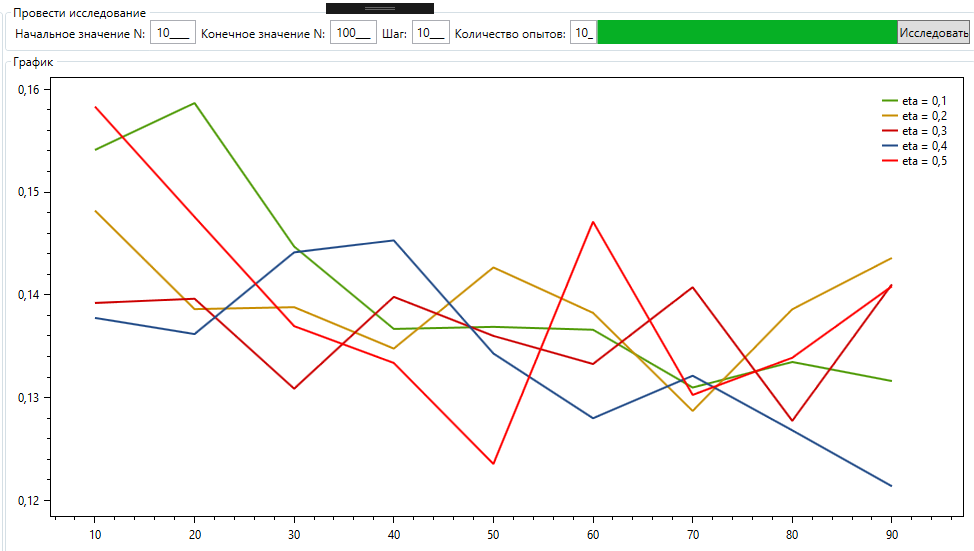 Провести исследование
Начальное значение N: 10____ Конечное значение N: 100___ Шаг: 10___ Количество опытов: 10_ Исследовать
График
0,16
0,15
0,14
0,13
0,12
eta = 0,1
eta = 0,2
eta = 0,3
eta = 0,4
eta = 0,5
10 20 30 40 50 60 70 80 90